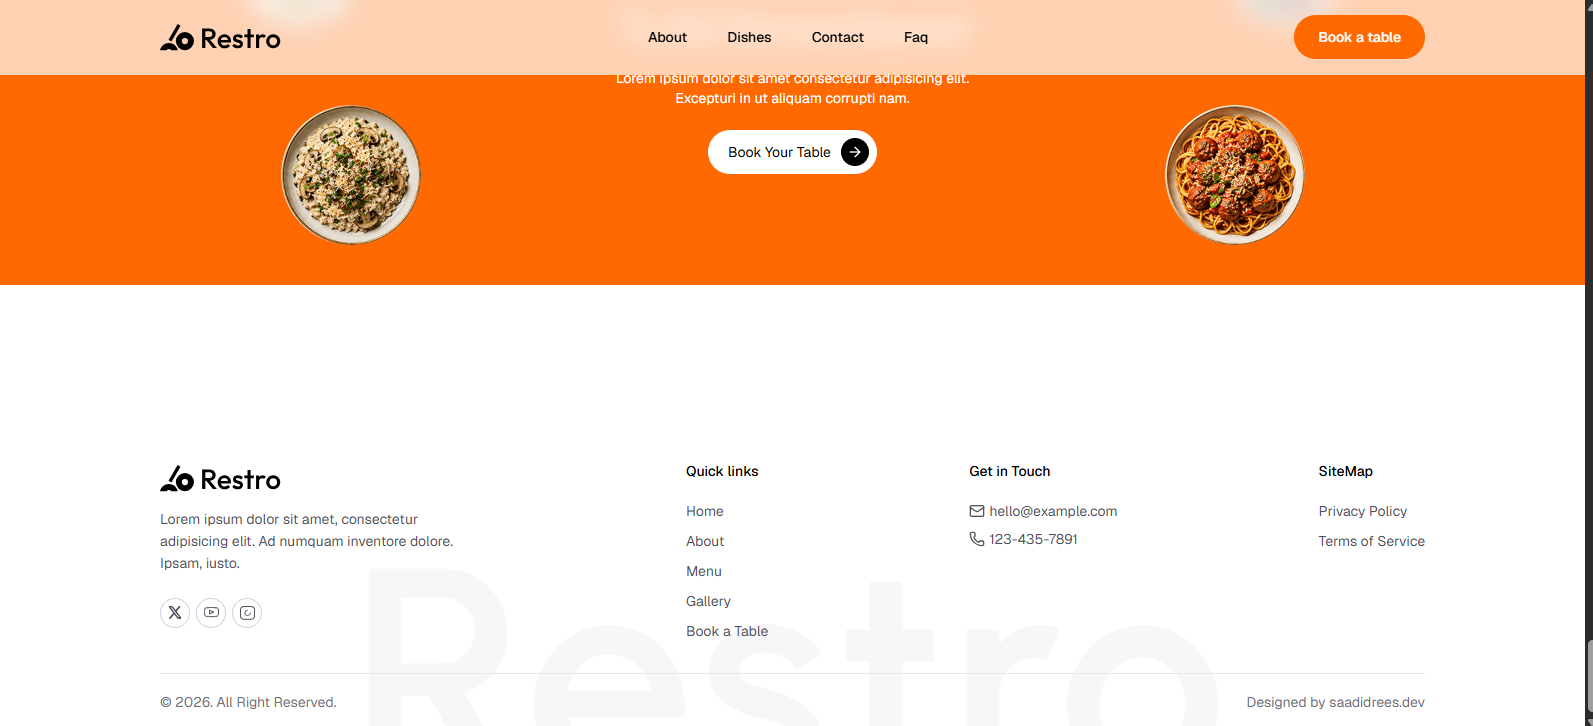 Restro
About
Dishes
Contact
Faq
Book a table
Lorem ipsum dolor sit amet consectetur adipisicing elit.
Excepturi in ut aliquam corrupti nam.
Book Your Table
Restro
Lorem ipsum dolor sit amet, consectetur
adipisicing elit. Ad numquam inventore dolore.
Ipsam, iusto.
Quick links
Home
About
Menu
Gallery
Book a Table
Get in Touch
hello@example.com
123-435-7891
SiteMap
Privacy Policy
Terms of Service
Restro
© 2026. All Right Reserved.
Designed by saadidrees.dev